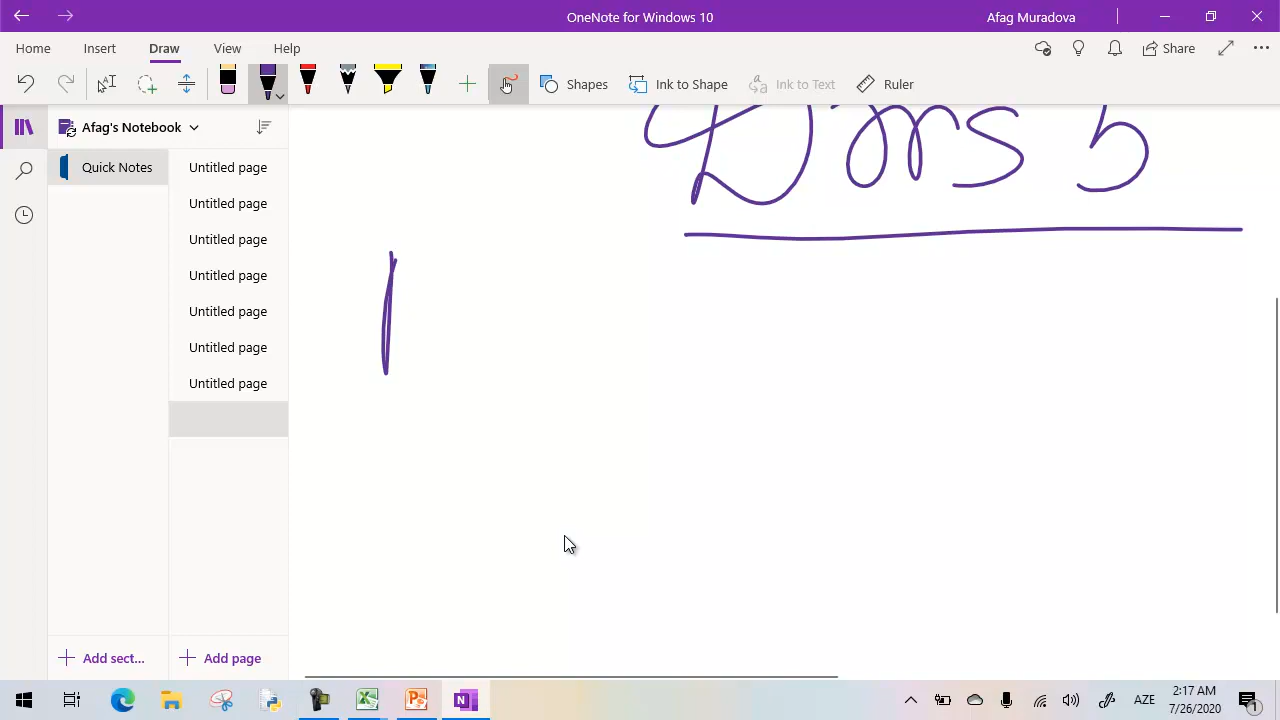 OneNote for Windows 10
Afag Muradova
Home Insert Draw View Help
Share
Shapes Ink to Shape Ink to Text Ruler
Afag's Notebook
Quick Notes
Untitled page
Untitled page
Untitled page
Untitled page
Untitled page
Untitled page
Untitled page
Dərs 5
Add sect...
Add page
AZE
2:17 AM
7/26/2020
1